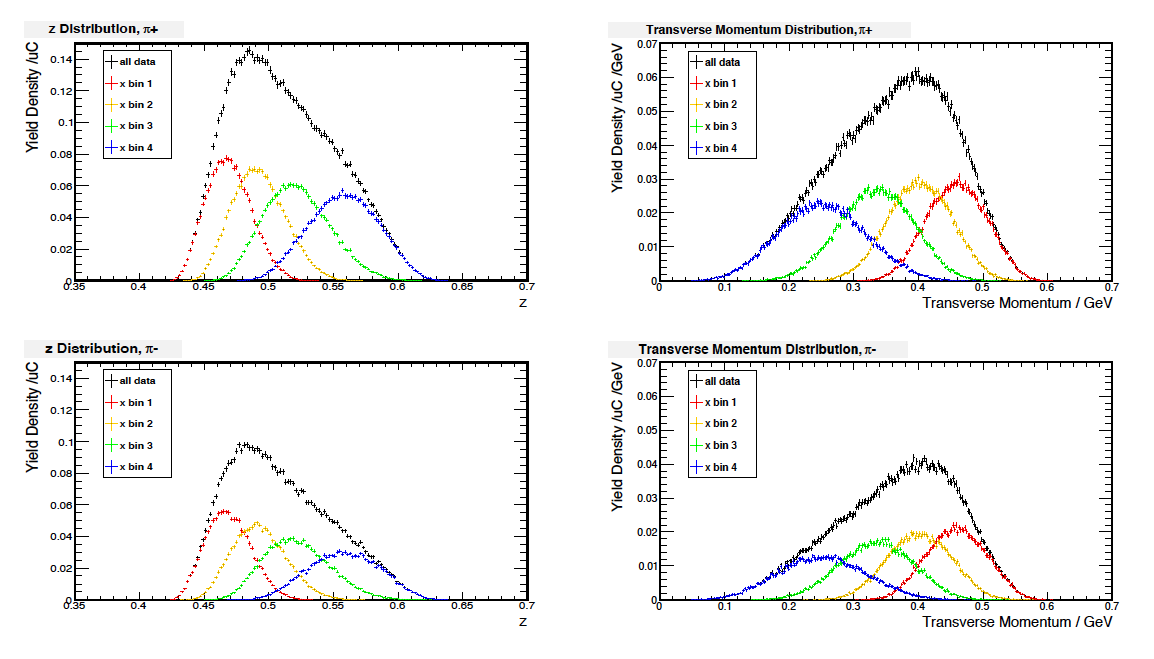 z Distribution, π+
Yield Density /uC
0.14
0.12
0.1
0.08
0.06
0.04
0.02
0
all data
x bin 1
x bin 2
x bin 3
x bin 4
0.35
0.4
0.45
0.5
0.55
0.6
0.65
0.7
z
Transverse Momentum Distribution, π+
Yield Density /uC /GeV
0.07
0.06
0.05
0.04
0.03
0.02
0.01
0
all data
x bin 1
x bin 2
x bin 3
x bin 4
0
0.1
0.2
0.3
0.4
0.5
0.6
0.7
Transverse Momentum / GeV
z Distribution, π-
Yield Density /uC
0.14
0.12
0.1
0.08
0.06
0.04
0.02
0
all data
x bin 1
x bin 2
x bin 3
x bin 4
0.35
0.4
0.45
0.5
0.55
0.6
0.65
0.7
z
Transverse Momentum Distribution, π-
Yield Density /uC /GeV
0.07
0.06
0.05
0.04
0.03
0.02
0.01
0
all data
x bin 1
x bin 2
x bin 3
x bin 4
0
0.1
0.2
0.3
0.4
0.5
0.6
0.7
Transverse Momentum / GeV